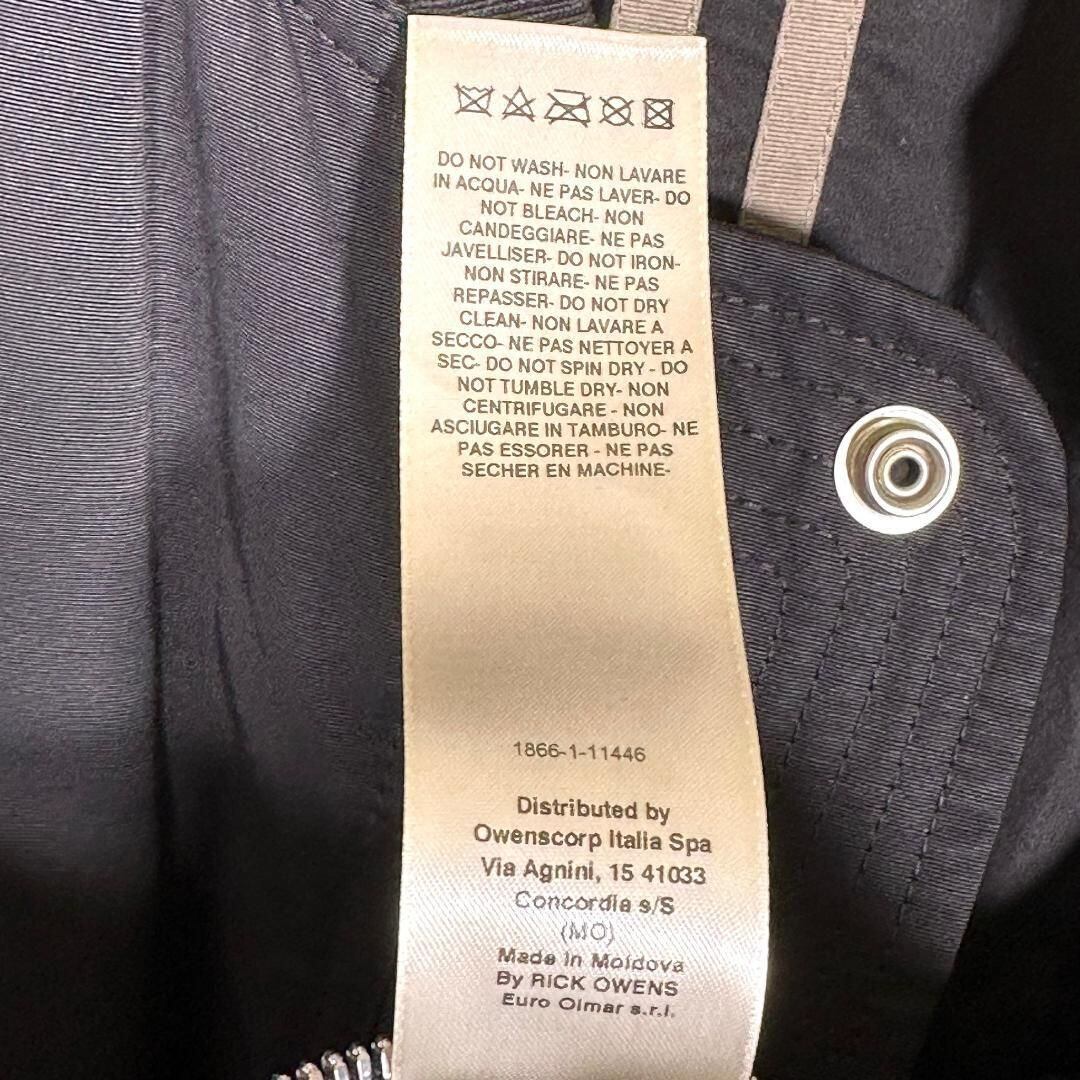 DO NOT WASH- NON LAVARE
IN ACQUA- NE PAS LAVER- DO
NOT BLEACH- NON
CANDEGGIARE- NE PAS
JAVELLISER- DO NOT IRON-
NON STIRARE- NE PAS
REPASSER- DO NOT DRY
CLEAN- NON LAVARE A
SECCO- NE PAS NETTOYER A
SEC- DO NOT SPIN DRY - DO
NOT TUMBLE DRY- NON
CENTRIFUGARE - NON
ASCIUGARE IN TAMBURO- NE
PAS ESSORER - NE PAS
SECHER EN MACHINE-
1866-1-11446
Distributed by
Owenscorp Italia Spa
Via Agnini, 15 41033
Concordia s/S
(MO)
Made in Moldova
By RICK OWENS
Euro Olmar s.r.l.